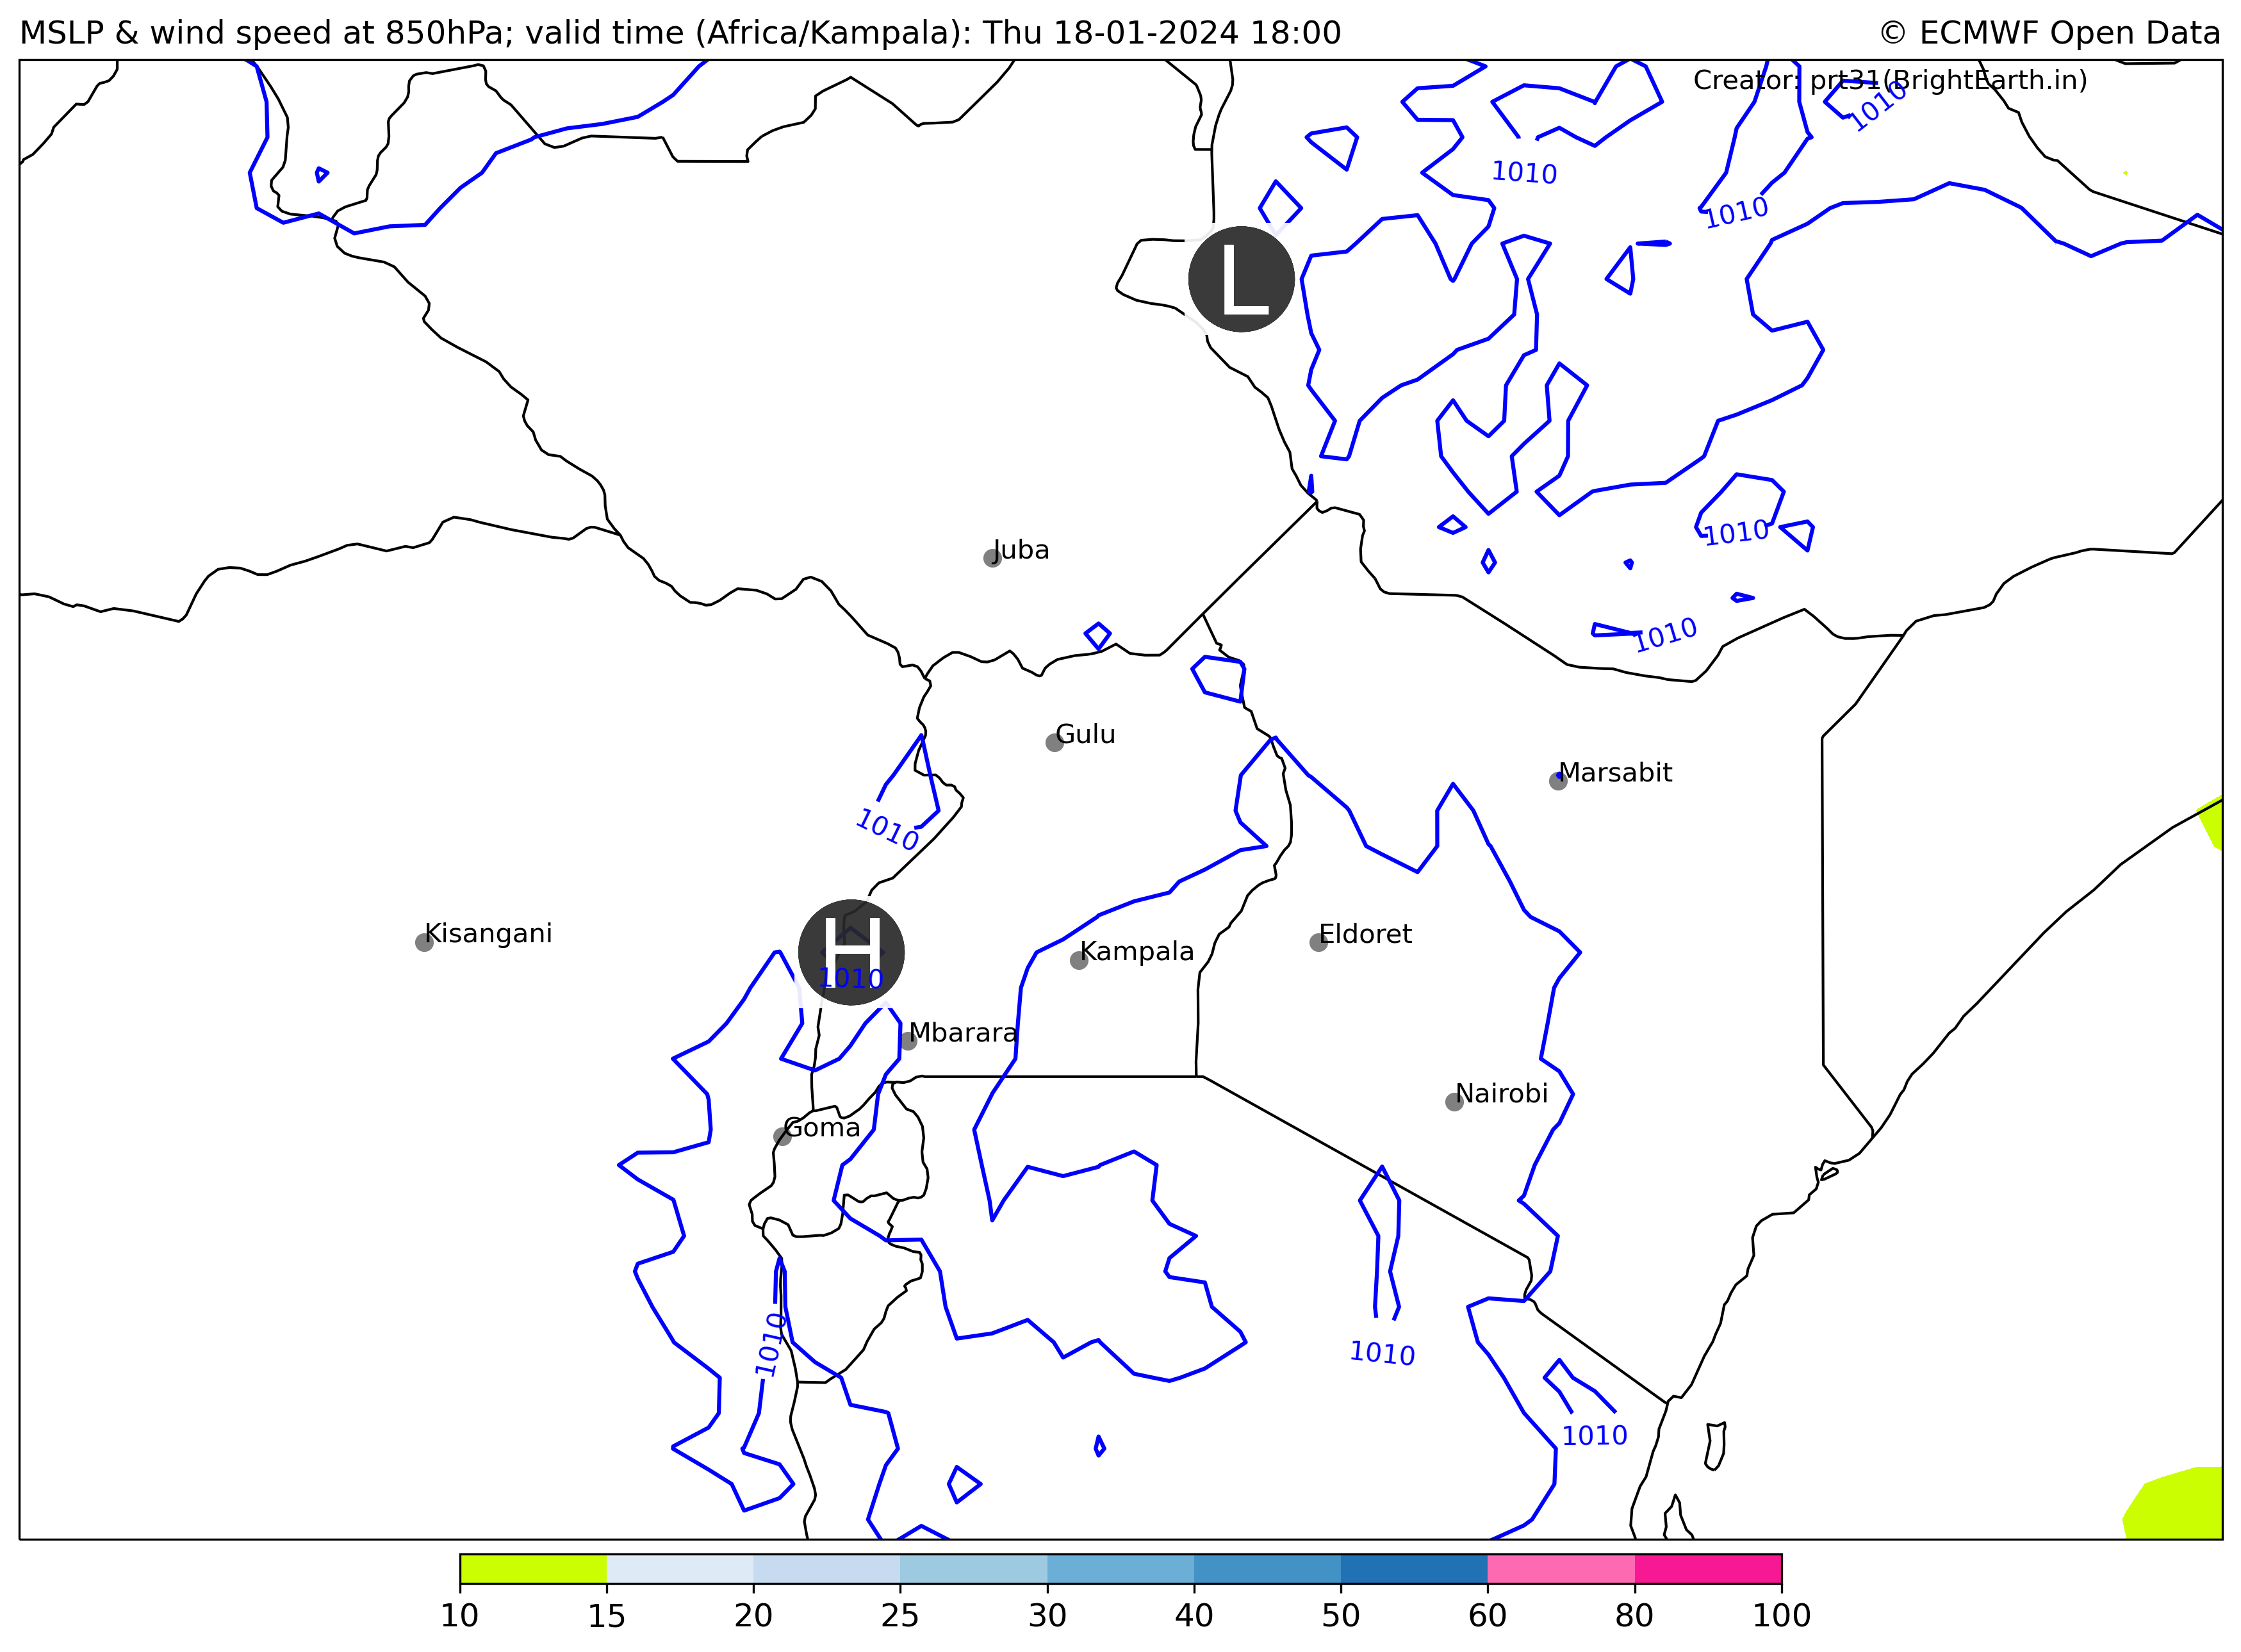 MSLP & wind speed at 850hPa; valid time (Africa/Kampala): Thu 18-01-2024 18:00
© ECMWF Open Data
Creator: prt31(BrightEarth.in)
1010
1010
1010
L
1010
Juba
1010
Gulu
Marsabit
1010
Kisangani
Eldoret
Kampala
H
1010
Mbarara
Nairobi
Goma
1010
1010
1010
10 15 20 25 30 40 50 60 80 100